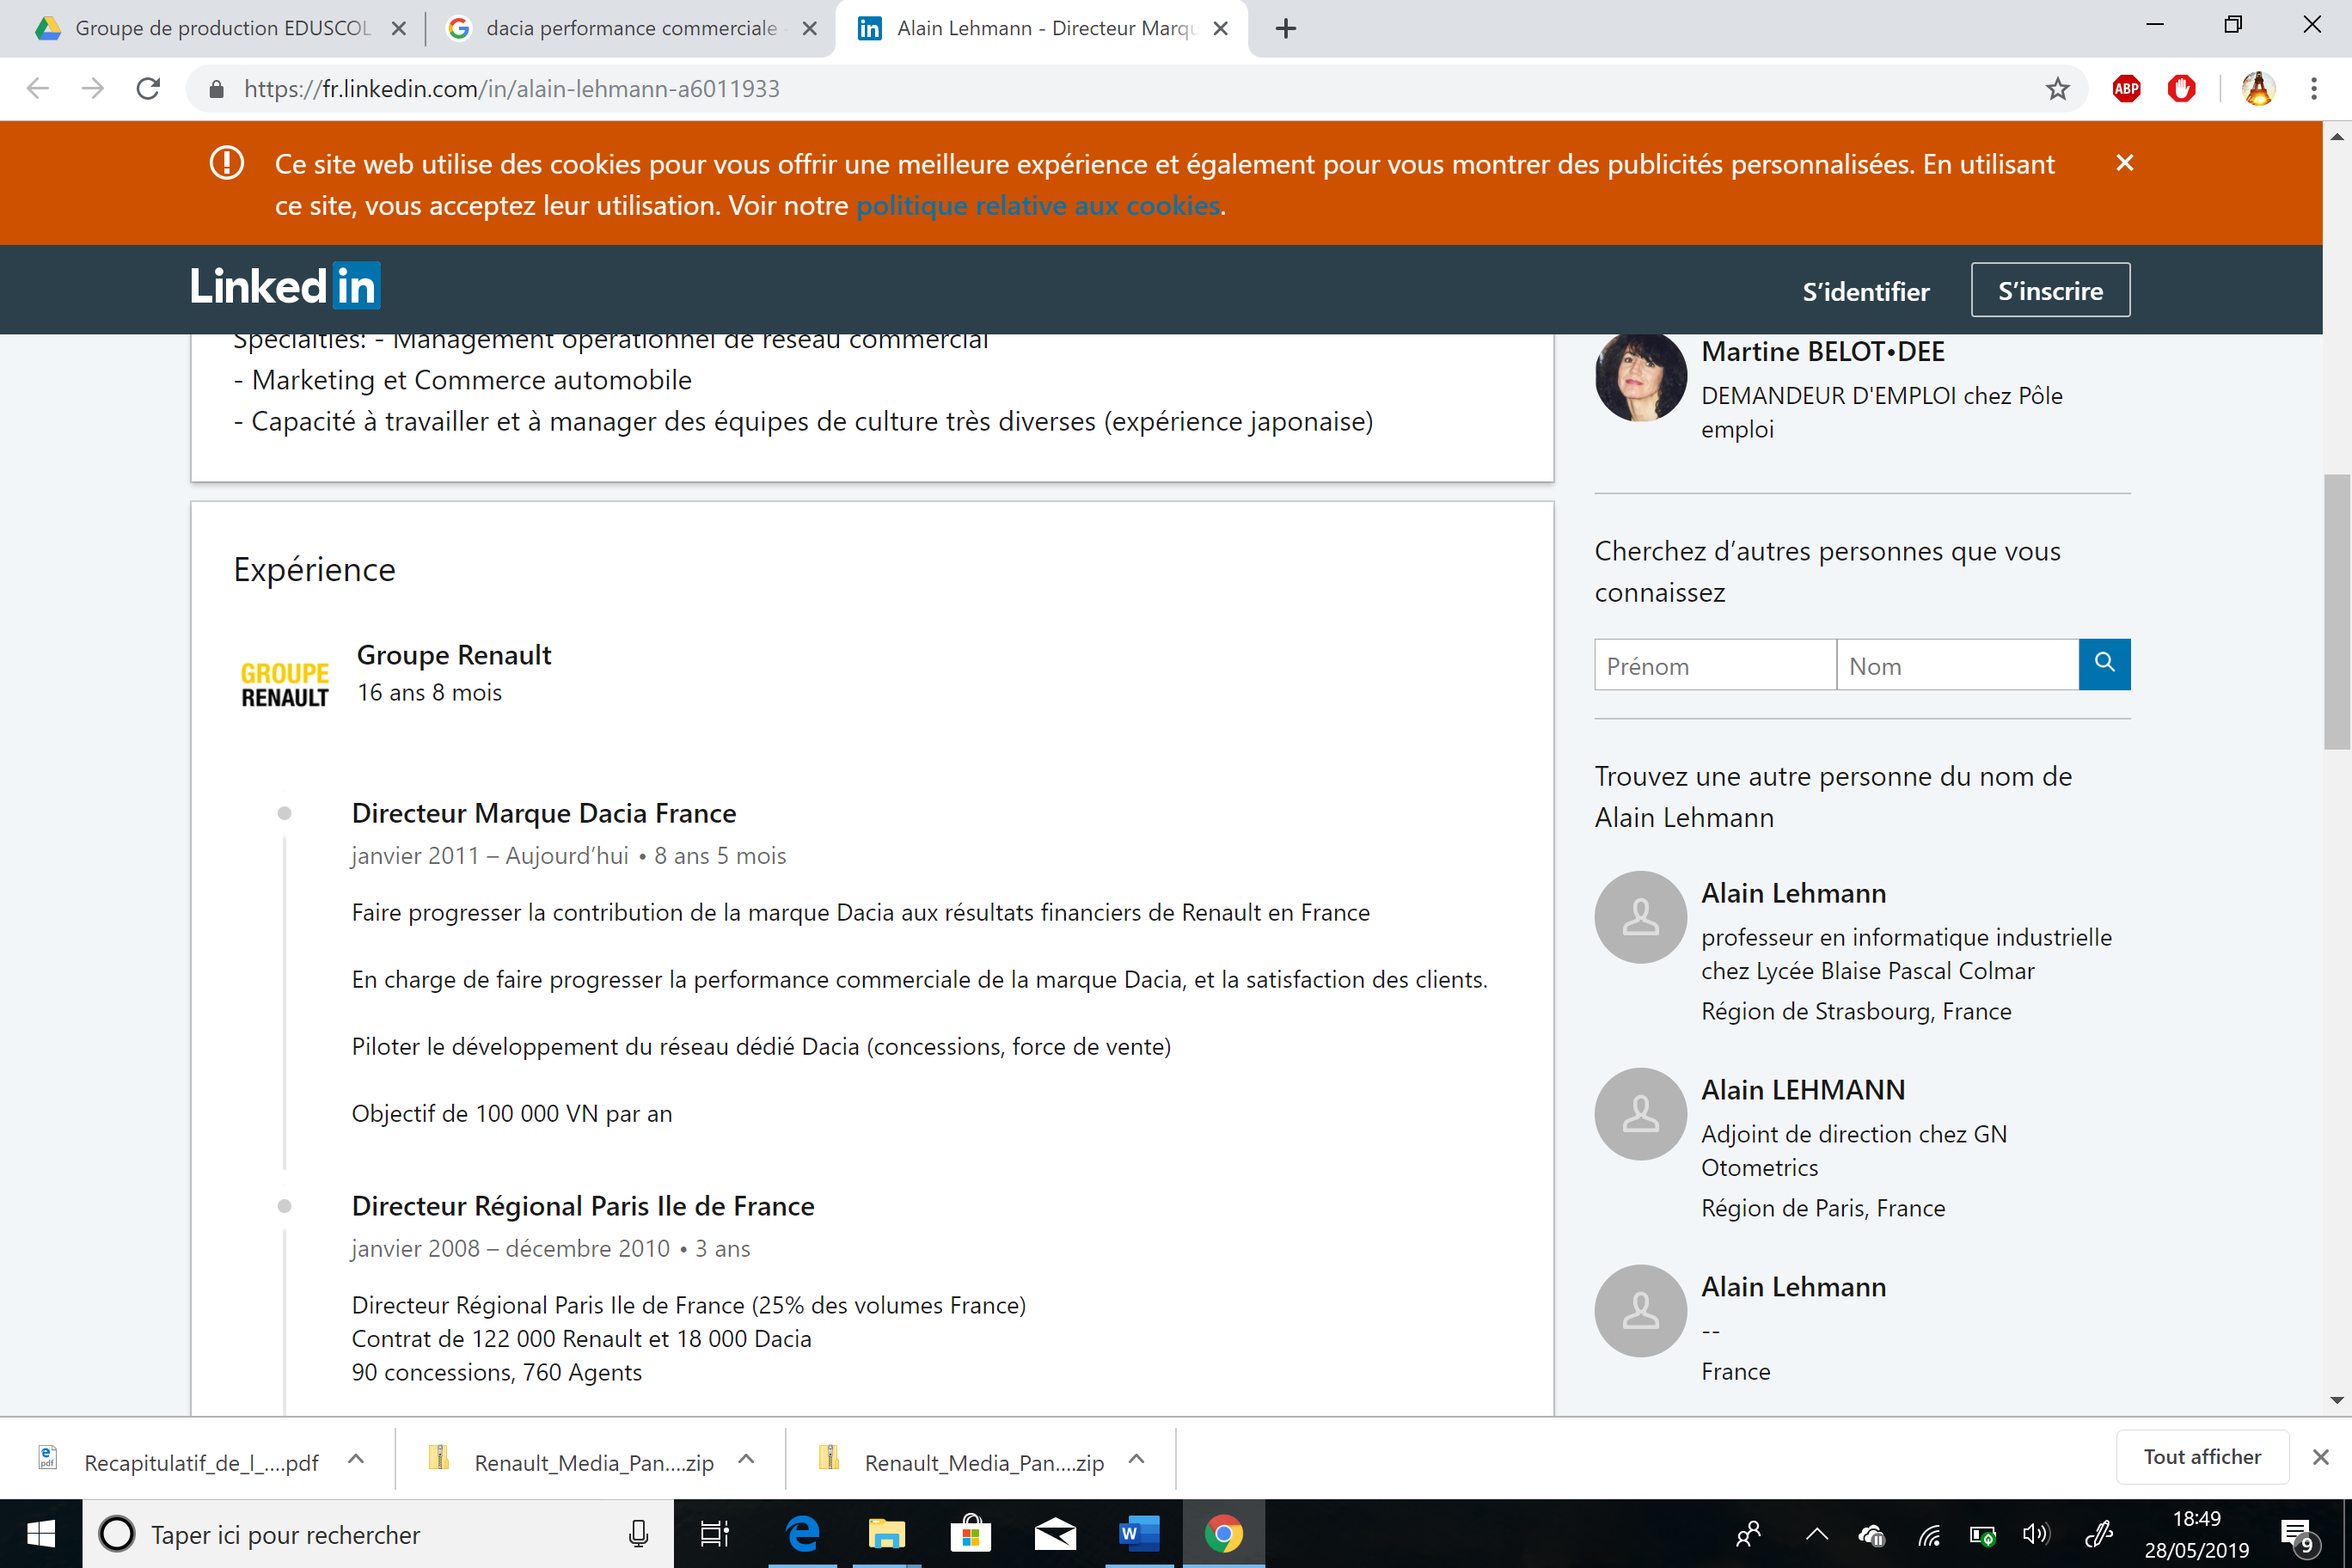 Groupe de production EDUSCOL
dacia performance commerciale -
Alain Lehmann - Directeur Marqu
https://fr.linkedin.com/in/alain-lehmann-a6011933
ABP
Ce site web utilise des cookies pour vous offrir une meilleure expérience et également pour vous montrer des publicités personnalisées. En utilisant
ce site, vous acceptez leur utilisation. Voir notre politique relative aux cookies.
Linked in
S’identifier
S’inscrire
Specialties: - Management opérationnel de réseau commercial
- Marketing et Commerce automobile
- Capacité à travailler et à manager des équipes de culture très diverses (expérience japonaise)
Expérience
GROUPE
RENAULT
Groupe Renault
16 ans 8 mois
Directeur Marque Dacia France
janvier 2011 – Aujourd’hui • 8 ans 5 mois
Faire progresser la contribution de la marque Dacia aux résultats financiers de Renault en France
En charge de faire progresser la performance commerciale de la marque Dacia, et la satisfaction des clients.
Piloter le développement du réseau dédié Dacia (concessions, force de vente)
Objectif de 100 000 VN par an
Directeur Régional Paris Ile de France
janvier 2008 – décembre 2010 • 3 ans
Directeur Régional Paris Ile de France (25% des volumes France)
Contrat de 122 000 Renault et 18 000 Dacia
90 concessions, 760 Agents
Martine BELOT•DEE
DEMANDEUR D'EMPLOI chez Pôle
emploi
Cherchez d’autres personnes que vous
connaissez
Prénom
Nom
Trouvez une autre personne du nom de
Alain Lehmann
Alain Lehmann
professeur en informatique industrielle
chez Lycée Blaise Pascal Colmar
Région de Strasbourg, France
Alain LEHMANN
Adjoint de direction chez GN
Otometrics
Région de Paris, France
Alain Lehmann
--
France
Recapitulatif_de_l_....pdf
Renault_Media_Pan....zip
Renault_Media_Pan....zip
Tout afficher
Taper ici pour rechercher
18:49
28/05/2019
9